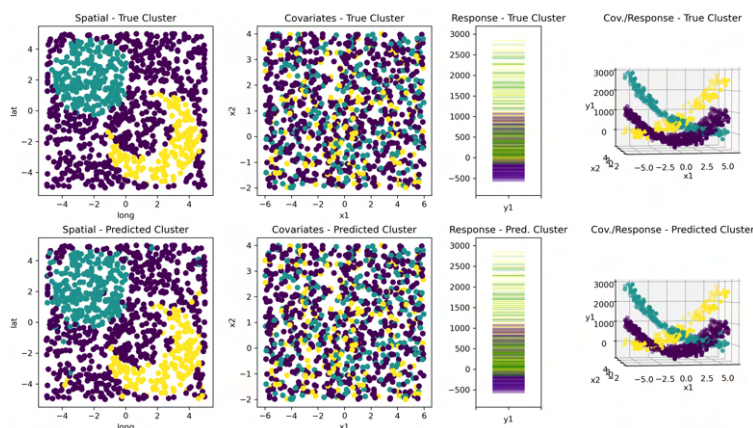 Spatial - True Cluster
Covariates - True Cluster
Response - True Cluster
Cov./Response - True Cluster
lat
4
2
0
−2
−4
−4 −2 0 2 4
long
x2
4
3
2
1
0
−1
−2
−6 −4 −2 0 2 4 6
x1
3000
2500
2000
1500
1000
500
0
−500
y1
3000
2000
1000
0
y1
x2
−5.0 −2.5 0.0 2.5 5.0
x1
Spatial - Predicted Cluster
Covariates - Predicted Cluster
Response - Pred. Cluster
Cov./Response - Predicted Cluster
lat
4
2
0
−2
−4
−4 −2 0 2 4
long
x2
4
3
2
1
0
−1
−2
−6 −4 −2 0 2 4 6
x1
3000
2500
2000
1500
1000
500
0
−500
y1
3000
2000
1000
0
y1
x2
−5.0 −2.5 0.0 2.5 5.0
x1